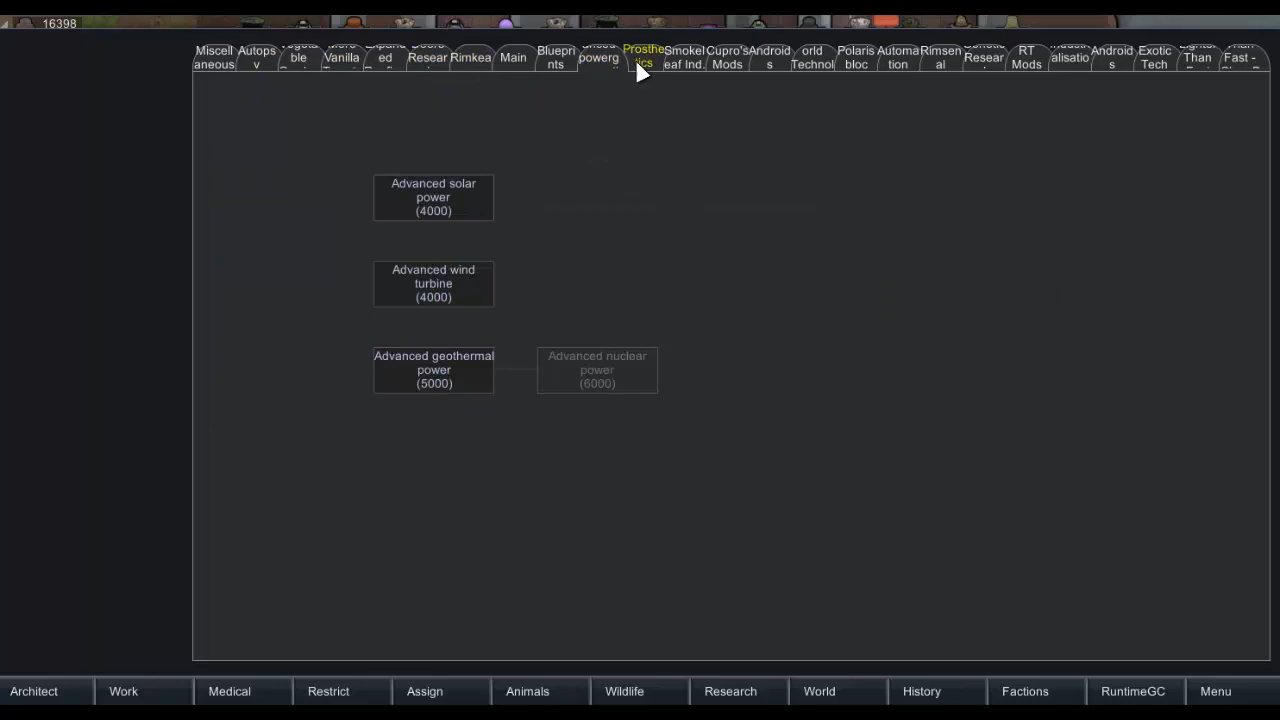 16398
Miscell
aneous
Autops
Vanilla
ed
Resear
Rimkea
Main
Bluepri
nts
powerg
Prosthe
tics
Smokel
eaf Ind.
Cupro's
Mods
Android
s
orld
Technol
Polaris
bloc
Automa
tion
Rimsen
al
Resear
RT
Mods
alisatio
Android
s
Exotic
Tech
Than
Fast -
Advanced solar
power
(4000)
Advanced wind
turbine
(4000)
Advanced geothermal
power
(5000)
Advanced nuclear
power
(6000)
Architect
Work
Medical
Restrict
Assign
Animals
Wildlife
Research
World
History
Factions
RuntimeGC
Menu